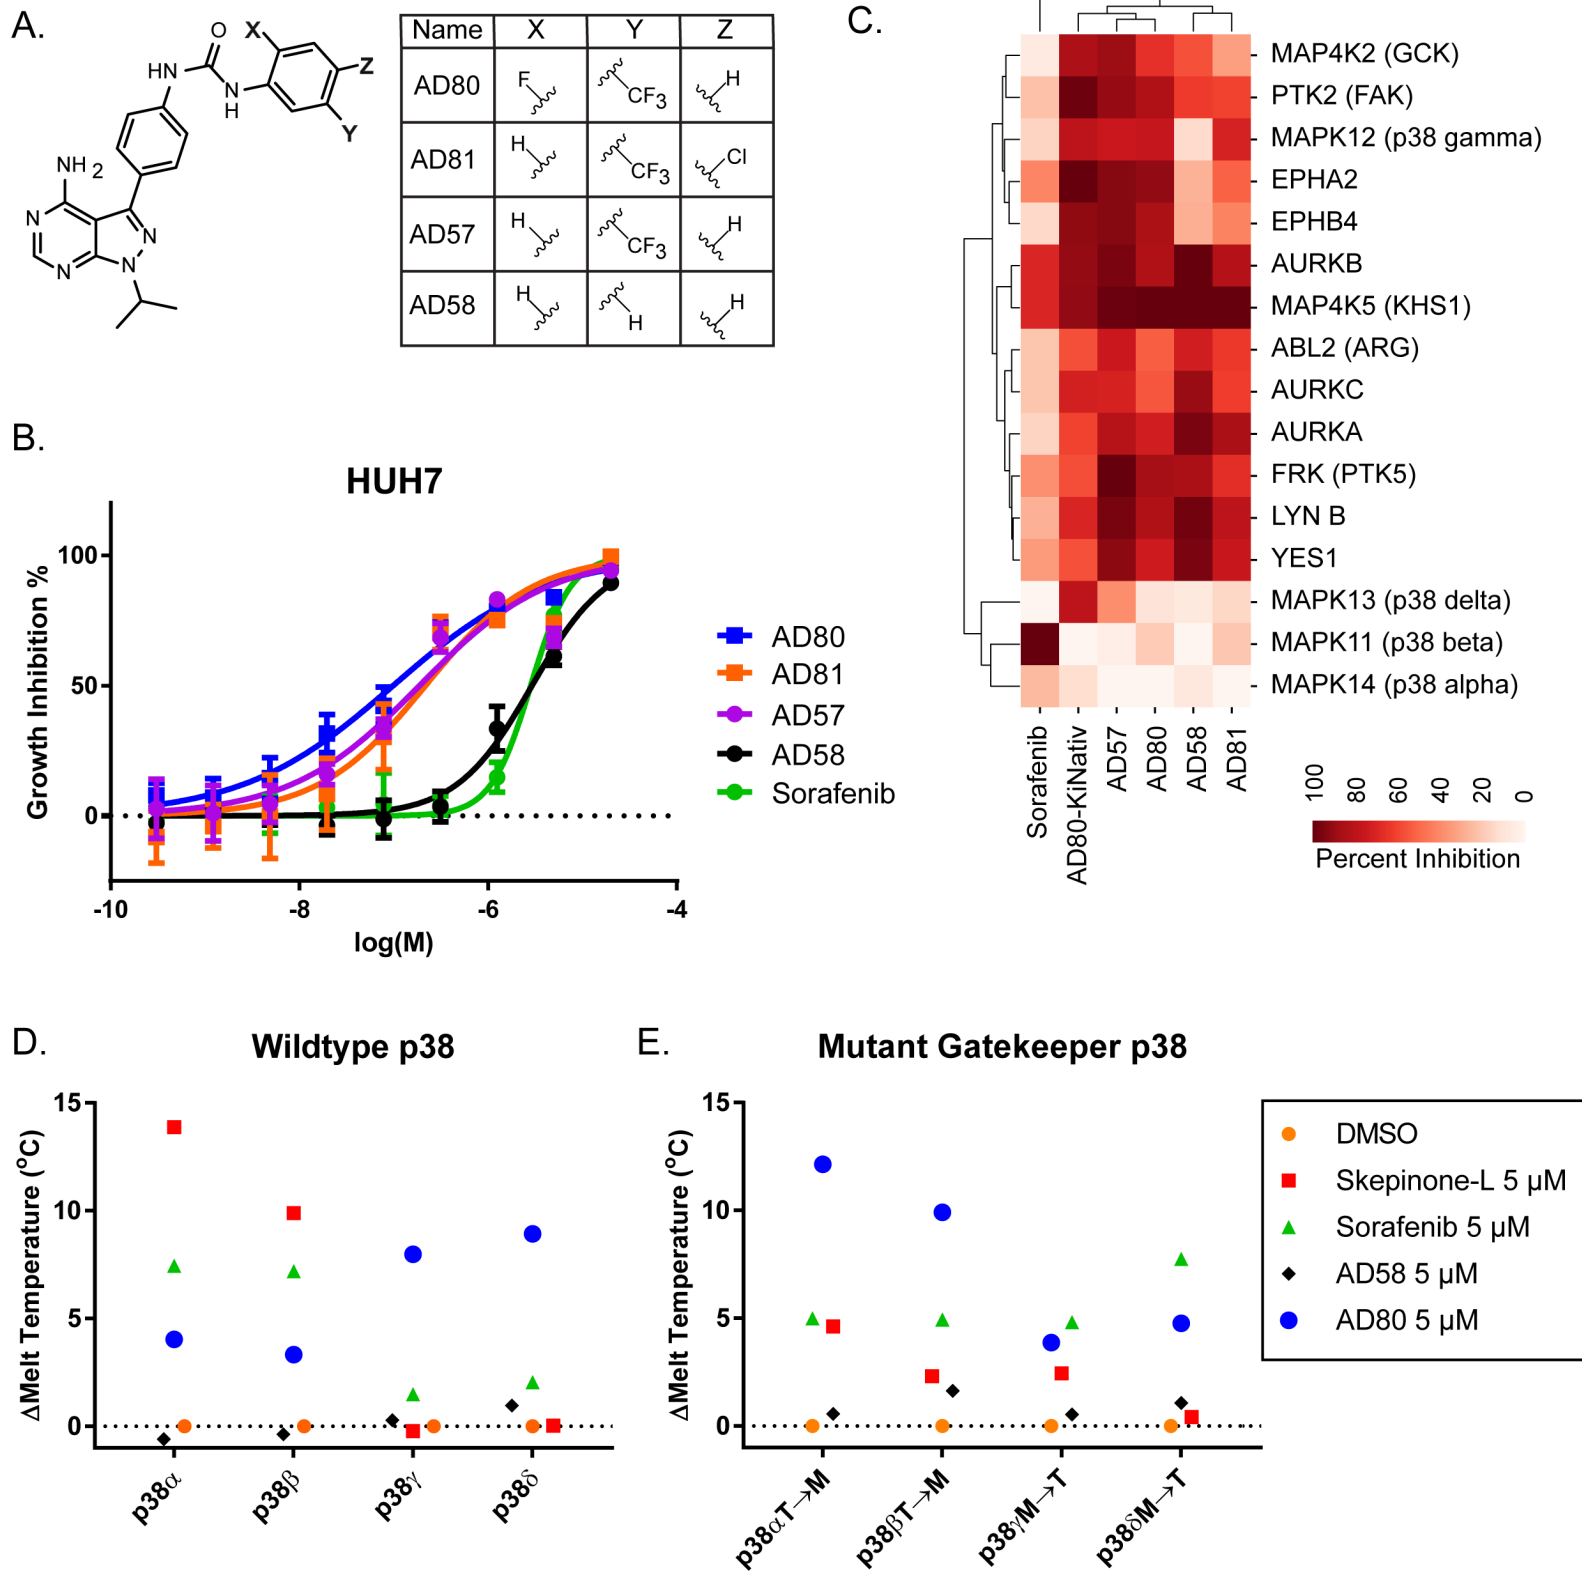 A.
O
X
HN
N
H
Z
Y
NH 2
N
N
N
N
Name X Y Z
AD80 F CF3 H
AD81 H CF3 Cl
AD57 H CF3 H
AD58 H H H
B.
HUH7
Growth Inhibition %
100
50
0
-10 -8 -6 -4
log(M)
AD80
AD81
AD57
AD58
Sorafenib
C.
MAP4K2 (GCK)
PTK2 (FAK)
MAPK12 (p38 gamma)
EPHA2
EPHB4
AURKB
MAP4K5 (KHS1)
ABL2 (ARG)
AURKC
AURKA
FRK (PTK5)
LYN B
YES1
MAPK13 (p38 delta)
MAPK11 (p38 beta)
MAPK14 (p38 alpha)
Sorafenib AD80-KiNativ AD57 AD80 AD58 AD81
100 80 60 40 20 0
Percent Inhibition
D.
Wildtype p38
ΔMelt Temperature (oC)
15
10
5
0
p38α p38β p38γ p38δ
E.
Mutant Gatekeeper p38
ΔMelt Temperature (oC)
15
10
5
0
p38αT→M p38βT→M p38γM→T p38δM→T
DMSO
Skepinone-L 5 μM
Sorafenib 5 μM
AD58 5 μM
AD80 5 μM